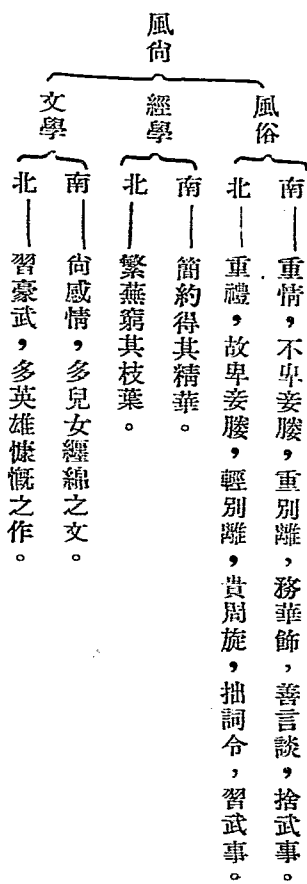 風尙
風俗
南——重情，不卑妾媵，重別離，務華飾，善言談，捨武事。
北——重禮，故卑妾媵，輕別離，貴周旋，拙詞令，習武事。
經學
南——簡約得其精華。
北——繁蕪窮其枝葉。
文學
南——尙感情，多兒女纏綿之文。
北——習豪武，多英雄慷慨之作。